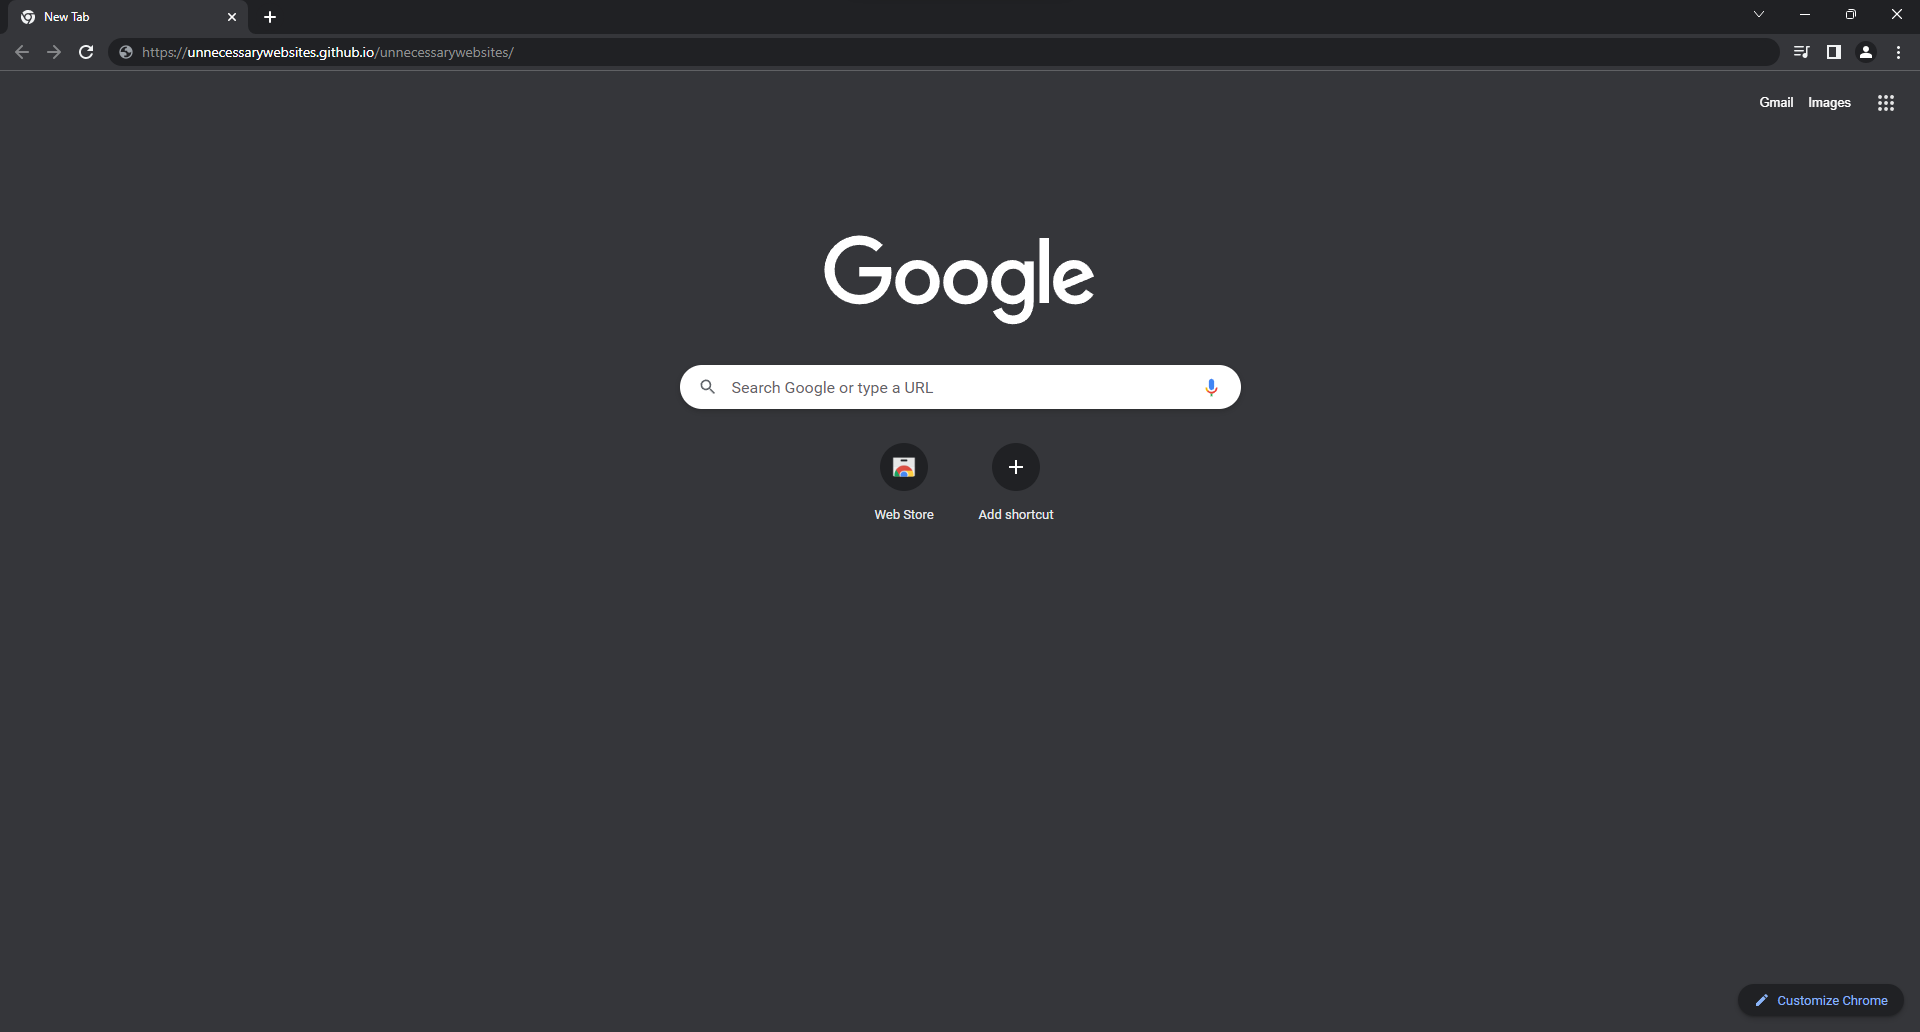 New Tab
https://unnecessarywebsites.github.io/unnecessarywebsites/
Gmail Images
Google
Search Google or type a URL
Web Store Add shortcut
Customize Chrome